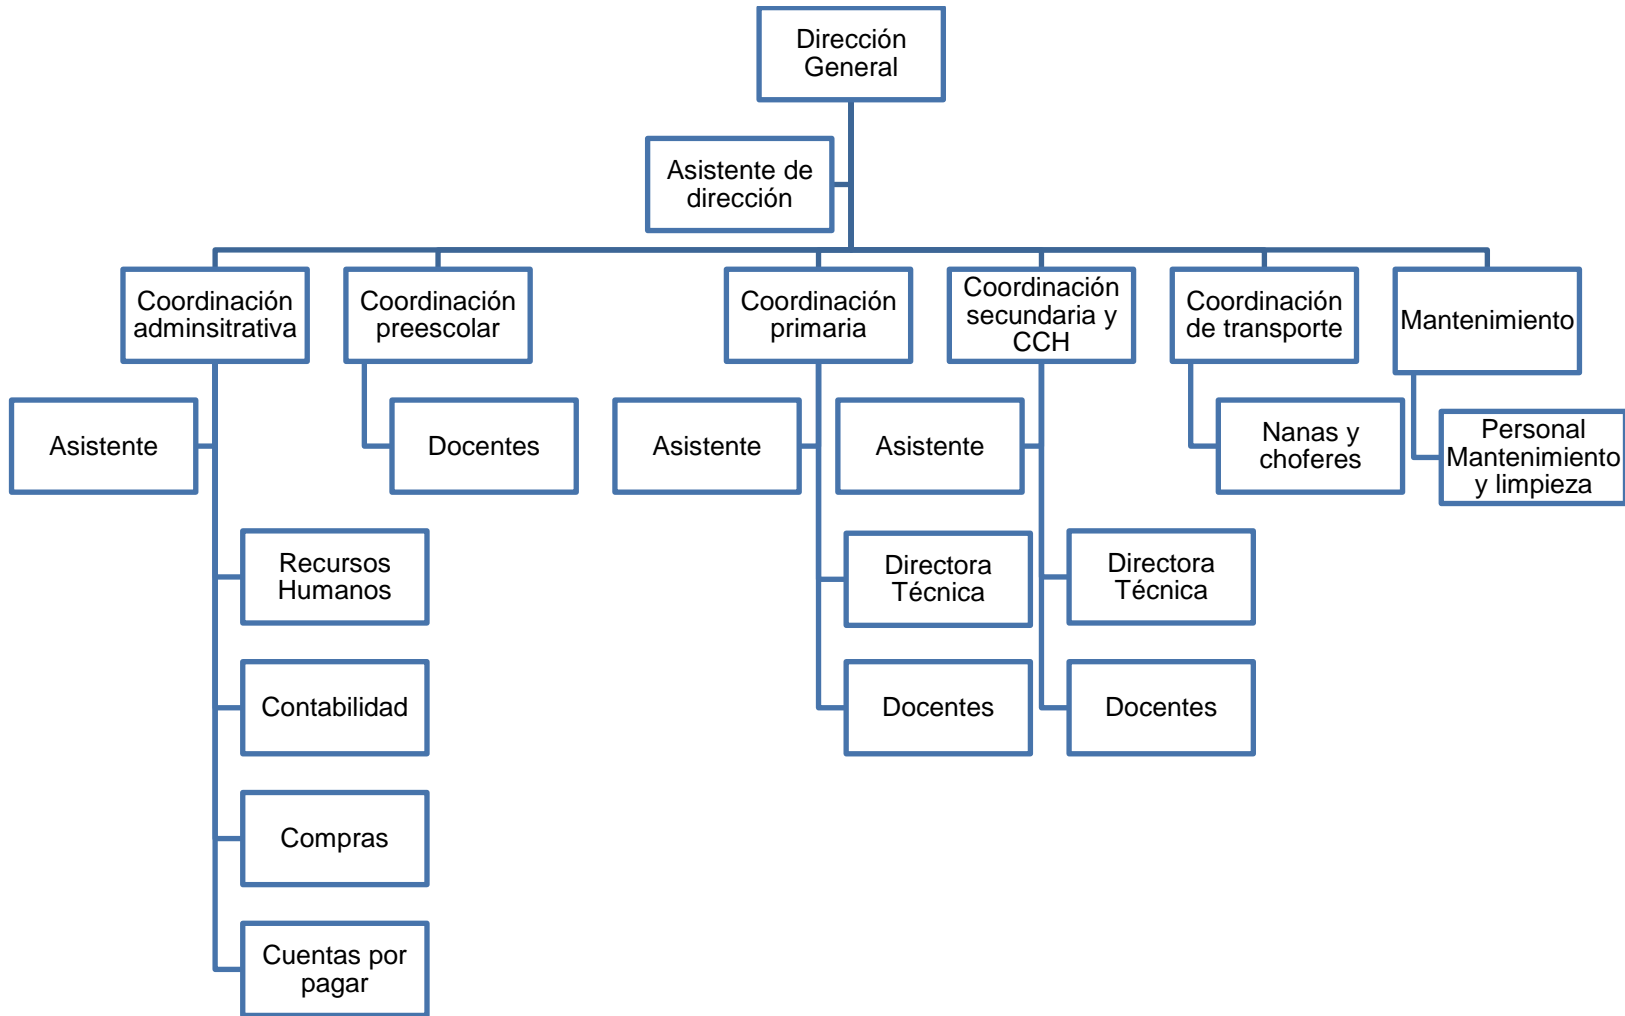 Dirección
General
Asistente de
dirección
Coordinación
adminsitrativa
Coordinación
preescolar
Coordinación
primaria
Coordinación
secundaria y
CCH
Coordinación
de transporte
Mantenimiento
Asistente
Docentes
Asistente
Asistente
Nanas y
choferes
Personal
Mantenimiento
y limpieza
Recursos
Humanos
Directora
Técnica
Directora
Técnica
Contabilidad
Docentes
Docentes
Compras
Cuentas por
pagar